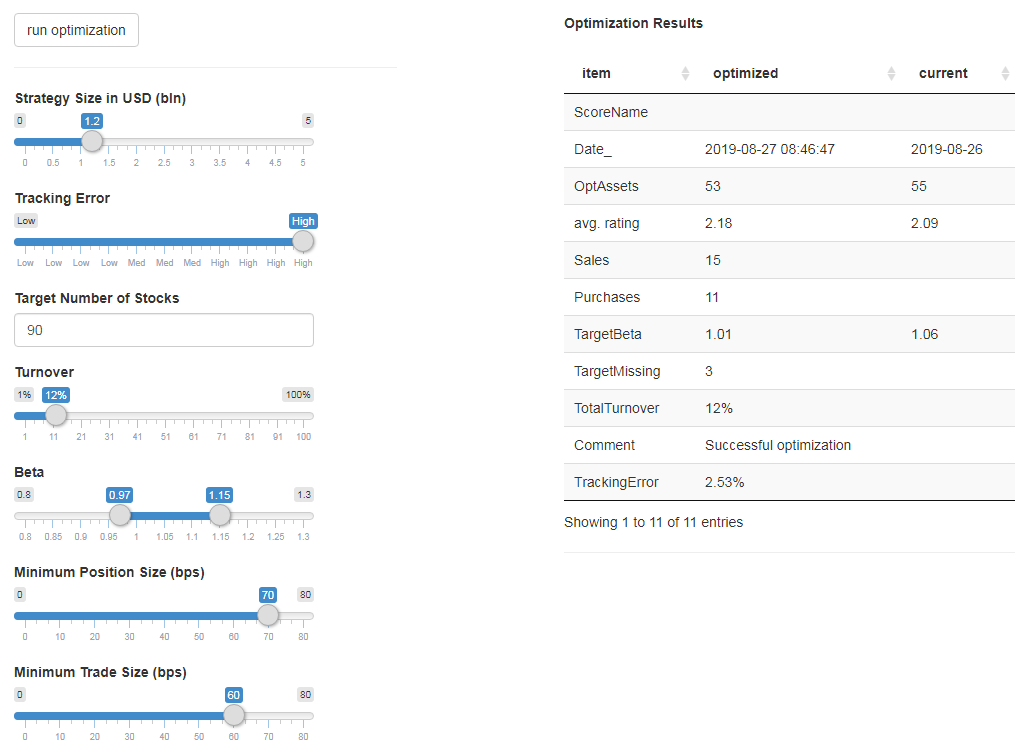 run optimization
Strategy Size in USD (bln)
0 1.2 5
0 0.5 1 1.5 2 2.5 3 3.5 4 4.5 5
Tracking Error
Low High
Low Low Low Low Med Med Med High High High High
Target Number of Stocks
90
Turnover
1% 12% 100%
1 11 21 31 41 51 61 71 81 91 100
Beta
0.8 0.97 1.15 1.3
0.8 0.85 0.9 0.95 1 1.05 1.1 1.15 1.2 1.25 1.3
Minimum Position Size (bps)
0 70 80
0 10 20 30 40 50 60 70 80
Minimum Trade Size (bps)
0 60 80
0 10 20 30 40 50 60 70 80
Optimization Results
item optimized current
ScoreName
Date_ 2019-08-27 08:46:47 2019-08-26
OptAssets 53 55
avg. rating 2.18 2.09
Sales 15
Purchases 11
TargetBeta 1.01 1.06
TargetMissing 3
TotalTurnover 12%
Comment Successful optimization
TrackingError 2.53%
Showing 1 to 11 of 11 entries